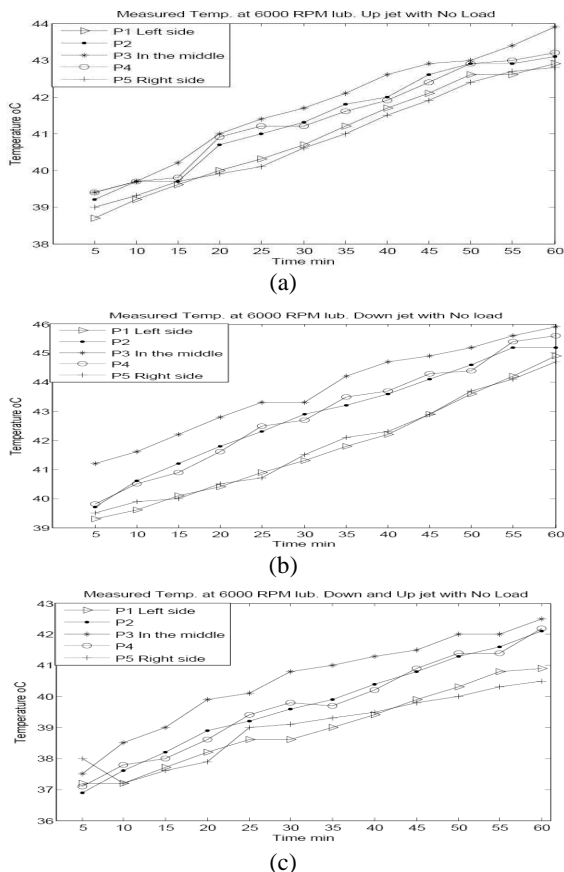 Measured Temp. at 6000 RPM lub. Up jet with No Load
P1 Left side
P2
P3 In the middle
P4
P5 Right side
Temperature oC
44
43
42
41
40
39
38
5 10 15 20 25 30 35 40 45 50 55 60
Time min
(a)
Measured Temp. at 6000 RPM lub. Down jet with No load
P1 Left side
P2
P3 In the middle
P4
P5 Right side
Temperature oC
46
45
44
43
42
41
40
39
5 10 15 20 25 30 35 40 45 50 55 60
Time min
(b)
Measured Temp. at 6000 RPM lub. Down and Up jet with No Load
P1 Left side
P2
P3 In the middle
P4
P5 Right side
Temperature oC
43
42
41
40
39
38
37
36
5 10 15 20 25 30 35 40 45 50 55 60
Time min
(c)